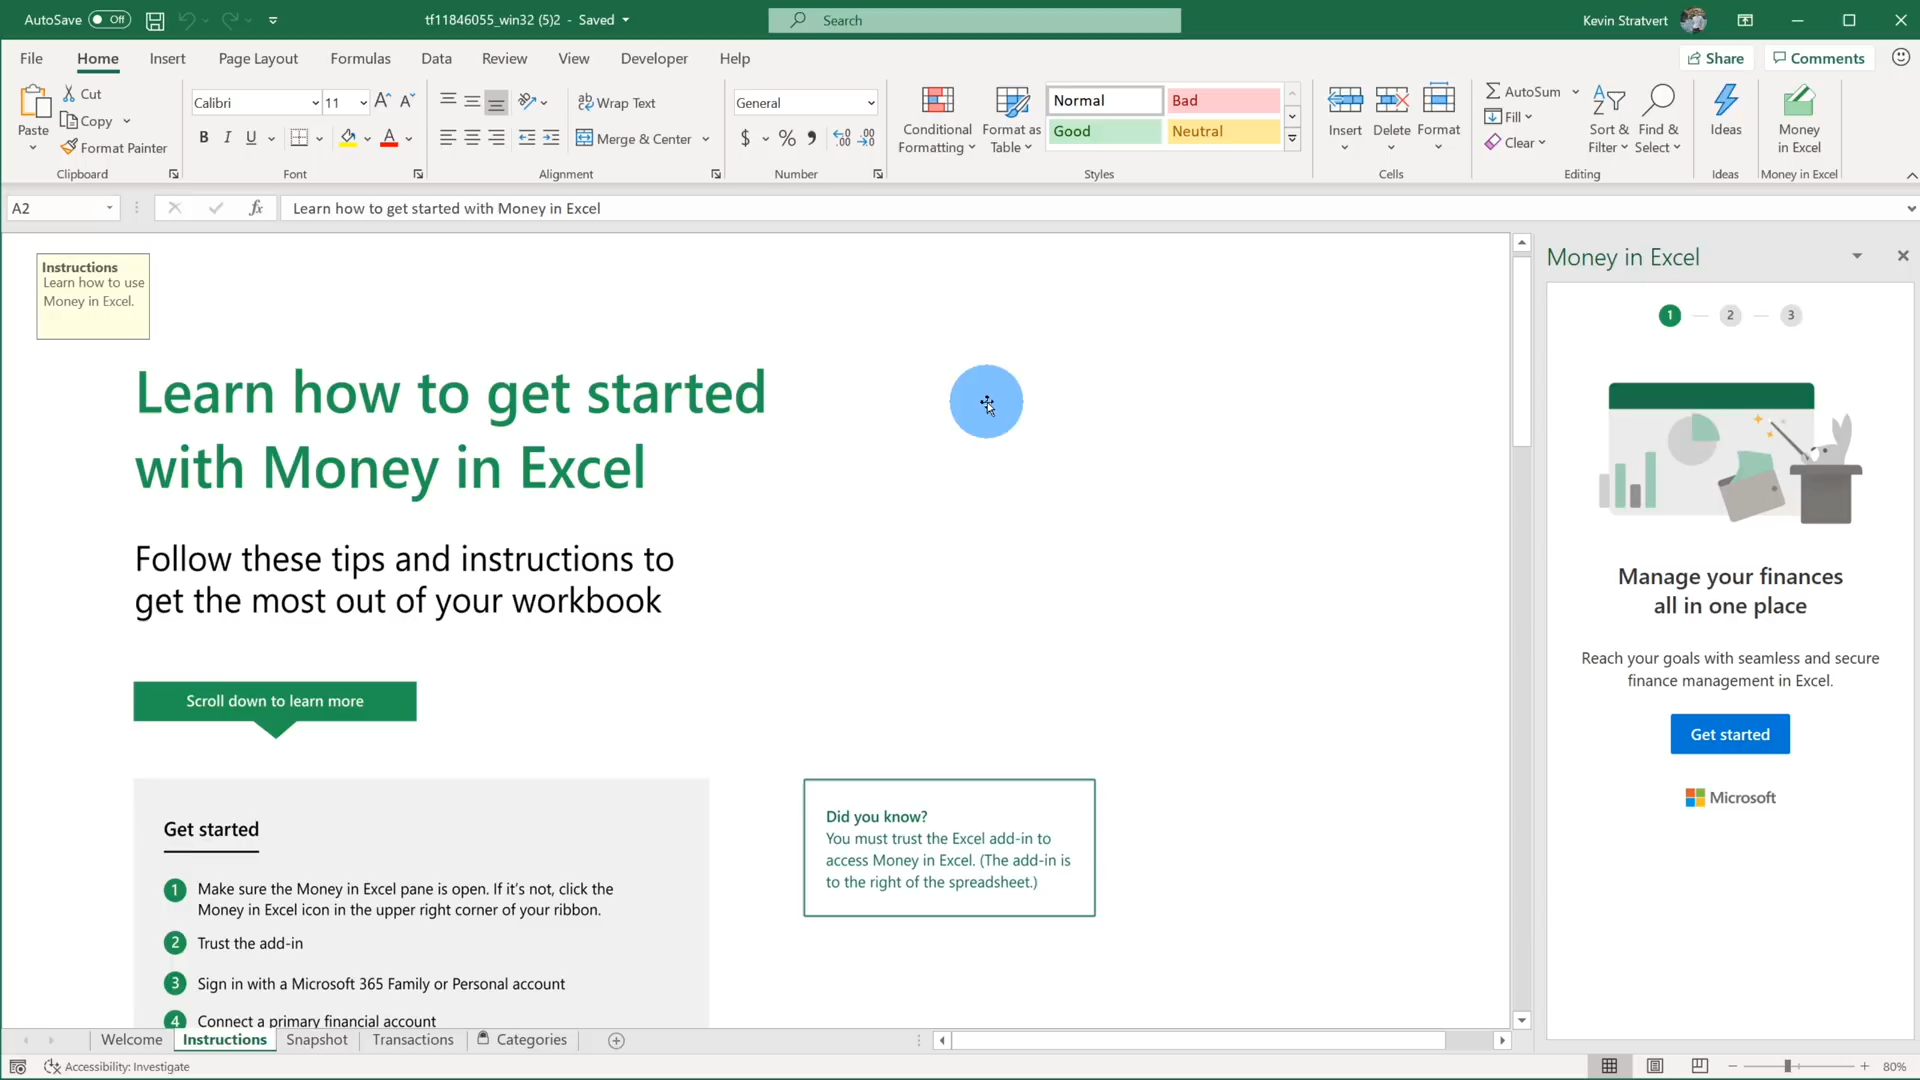 AutoSave Off
tf11846055_win32 (5)2 - Saved
Search
Kevin Stratvert
File Home Insert Page Layout Formulas Data Review View Developer Help
Share Comments
Paste
Cut
Copy
Format Painter
Clipboard
Calibri 11
B I U
Font
Wrap Text
Merge & Center
Alignment
General
$ %
Number
Conditional Formatting
Format as Table
Normal Bad
Good Neutral
Styles
Insert Delete Format
Cells
AutoSum
Fill
Clear
Sort & Filter
Find & Select
Editing
Ideas
Ideas
Money in Excel
Money in Excel
A2
fx
Learn how to get started with Money in Excel
Instructions
Learn how to use
Money in Excel.
Learn how to get started
with Money in Excel
Follow these tips and instructions to
get the most out of your workbook
Scroll down to learn more
Get started
1 Make sure the Money in Excel pane is open. If it's not, click the
Money in Excel icon in the upper right corner of your ribbon.
2 Trust the add-in
3 Sign in with a Microsoft 365 Family or Personal account
4 Connect a primary financial account
Did you know?
You must trust the Excel add-in to
access Money in Excel. (The add-in is
to the right of the spreadsheet.)
Money in Excel
1 2 3
Manage your finances
all in one place
Reach your goals with seamless and secure
finance management in Excel.
Get started
Microsoft
Welcome Instructions Snapshot Transactions Categories
Accessibility: Investigate
80%